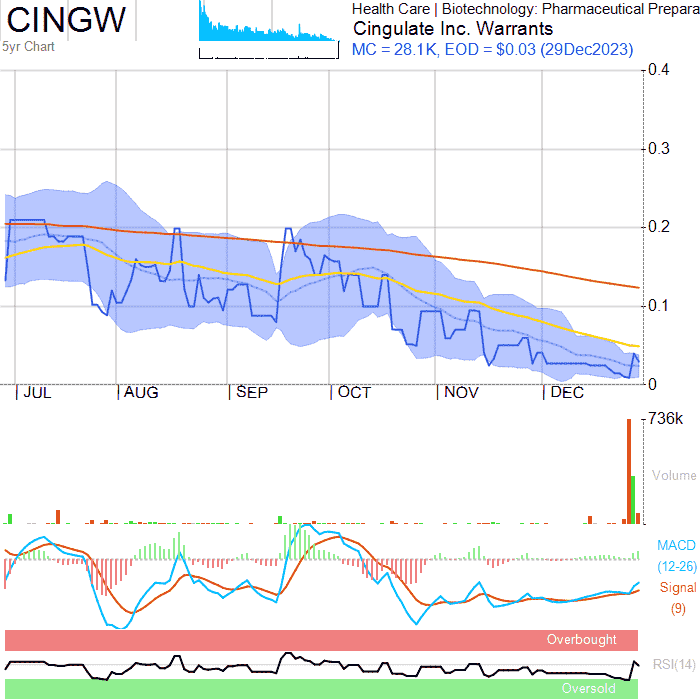 CINGW
5yr Chart
Health Care | Biotechnology: Pharmaceutical Prepara
Cingulate Inc. Warrants
MC = 28.1K, EOD = $0.03 (29Dec2023)
0.4
0.3
0.2
0.1
0
JUL AUG SEP OCT NOV DEC
736k
Volume
MACD
(12-26)
Signal
(9)
Overbought
RSI(14)
Oversold